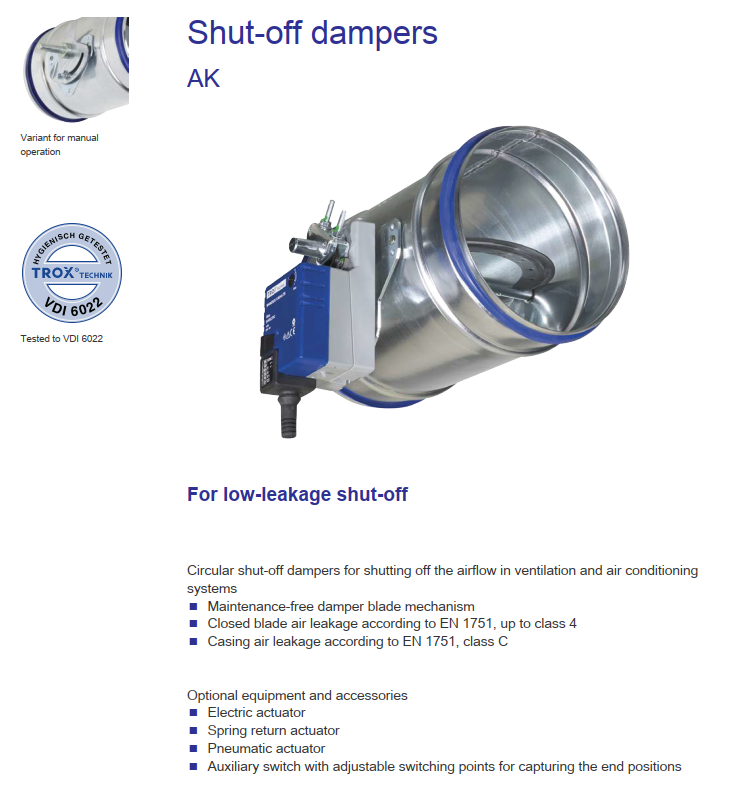 Shut-off dampers
AK
Variant for manual
operation
HYGIENISCH GETESTET
TROX® TECHNIK
VDI 6022
Tested to VDI 6022
TROX
For low-leakage shut-off
Circular shut-off dampers for shutting off the airflow in ventilation and air conditioning
systems
■ Maintenance-free damper blade mechanism
■ Closed blade air leakage according to EN 1751, up to class 4
■ Casing air leakage according to EN 1751, class C
Optional equipment and accessories
■ Electric actuator
■ Spring return actuator
■ Pneumatic actuator
■ Auxiliary switch with adjustable switching points for capturing the end positions